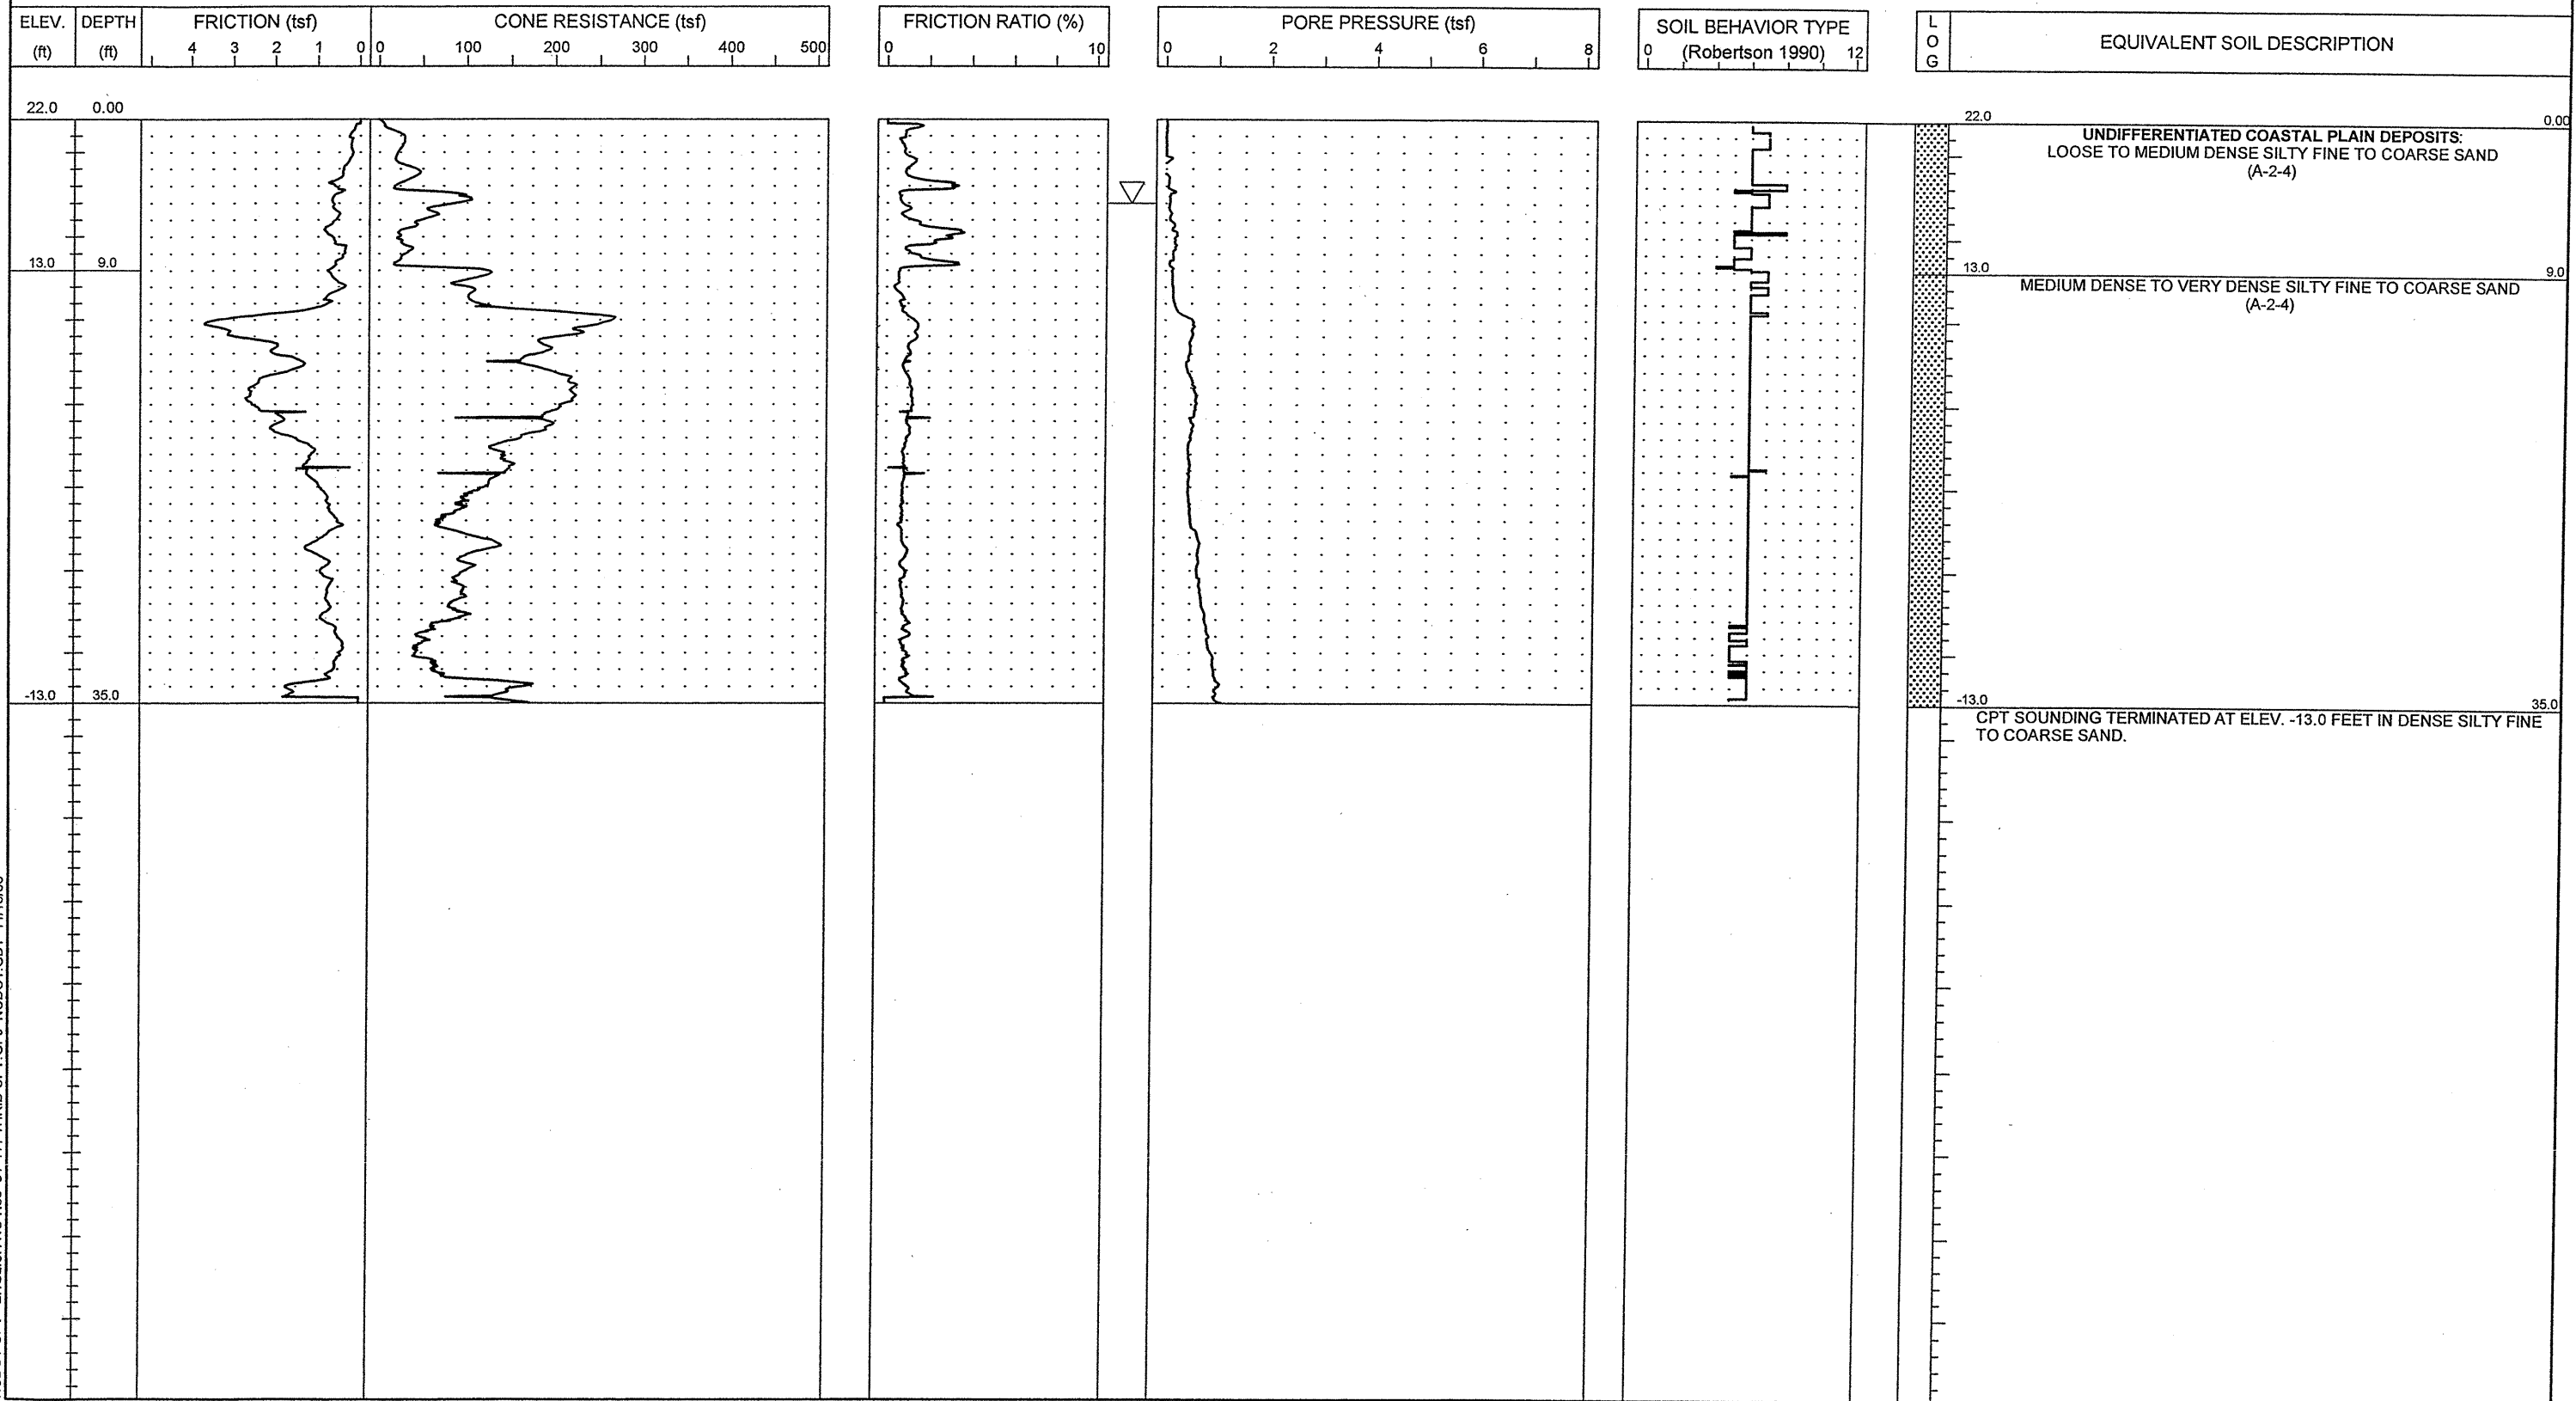 ELEV.
(ft)
DEPTH
(ft)
FRICTION (tsf)
4 3 2 1 0
CONE RESISTANCE (tsf)
0 100 200 300 400 500
FRICTION RATIO (%)
0 10
PORE PRESSURE (tsf)
0 2 4 6 8
SOIL BEHAVIOR TYPE
(Robertson 1990)
0 12
L
O
G
EQUIVALENT SOIL DESCRIPTION
22.0 0.00
22.0 0.00
UNDIFFERENTIATED COASTAL PLAIN DEPOSITS:
LOOSE TO MEDIUM DENSE SILTY FINE TO COARSE SAND
(A-2-4)
13.0 9.0
13.0 9.0
MEDIUM DENSE TO VERY DENSE SILTY FINE TO COARSE SAND
(A-2-4)
-13.0 35.0
-13.0 35.0
CPT SOUNDING TERMINATED AT ELEV. -13.0 FEET IN DENSE SILTY FINE
TO COARSE SAND.